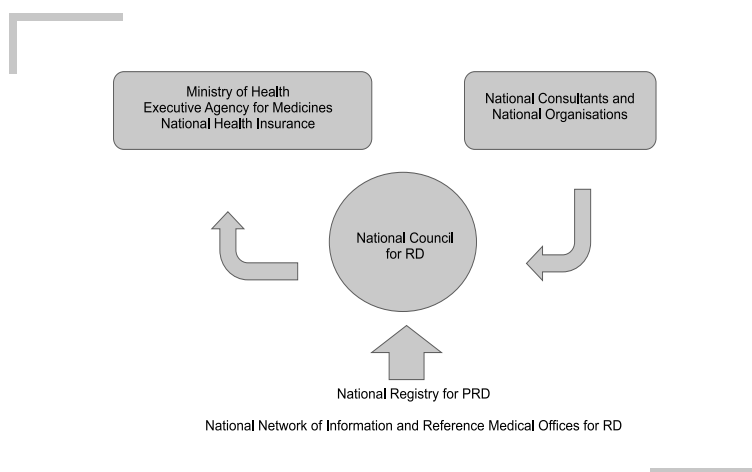 Ministry of Health
Executive Agency for Medicines
National Health Insurance
National Consultants and
National Organisations
National Council
for RD
National Registry for PRD
National Network of Information and Reference Medical Offices for RD